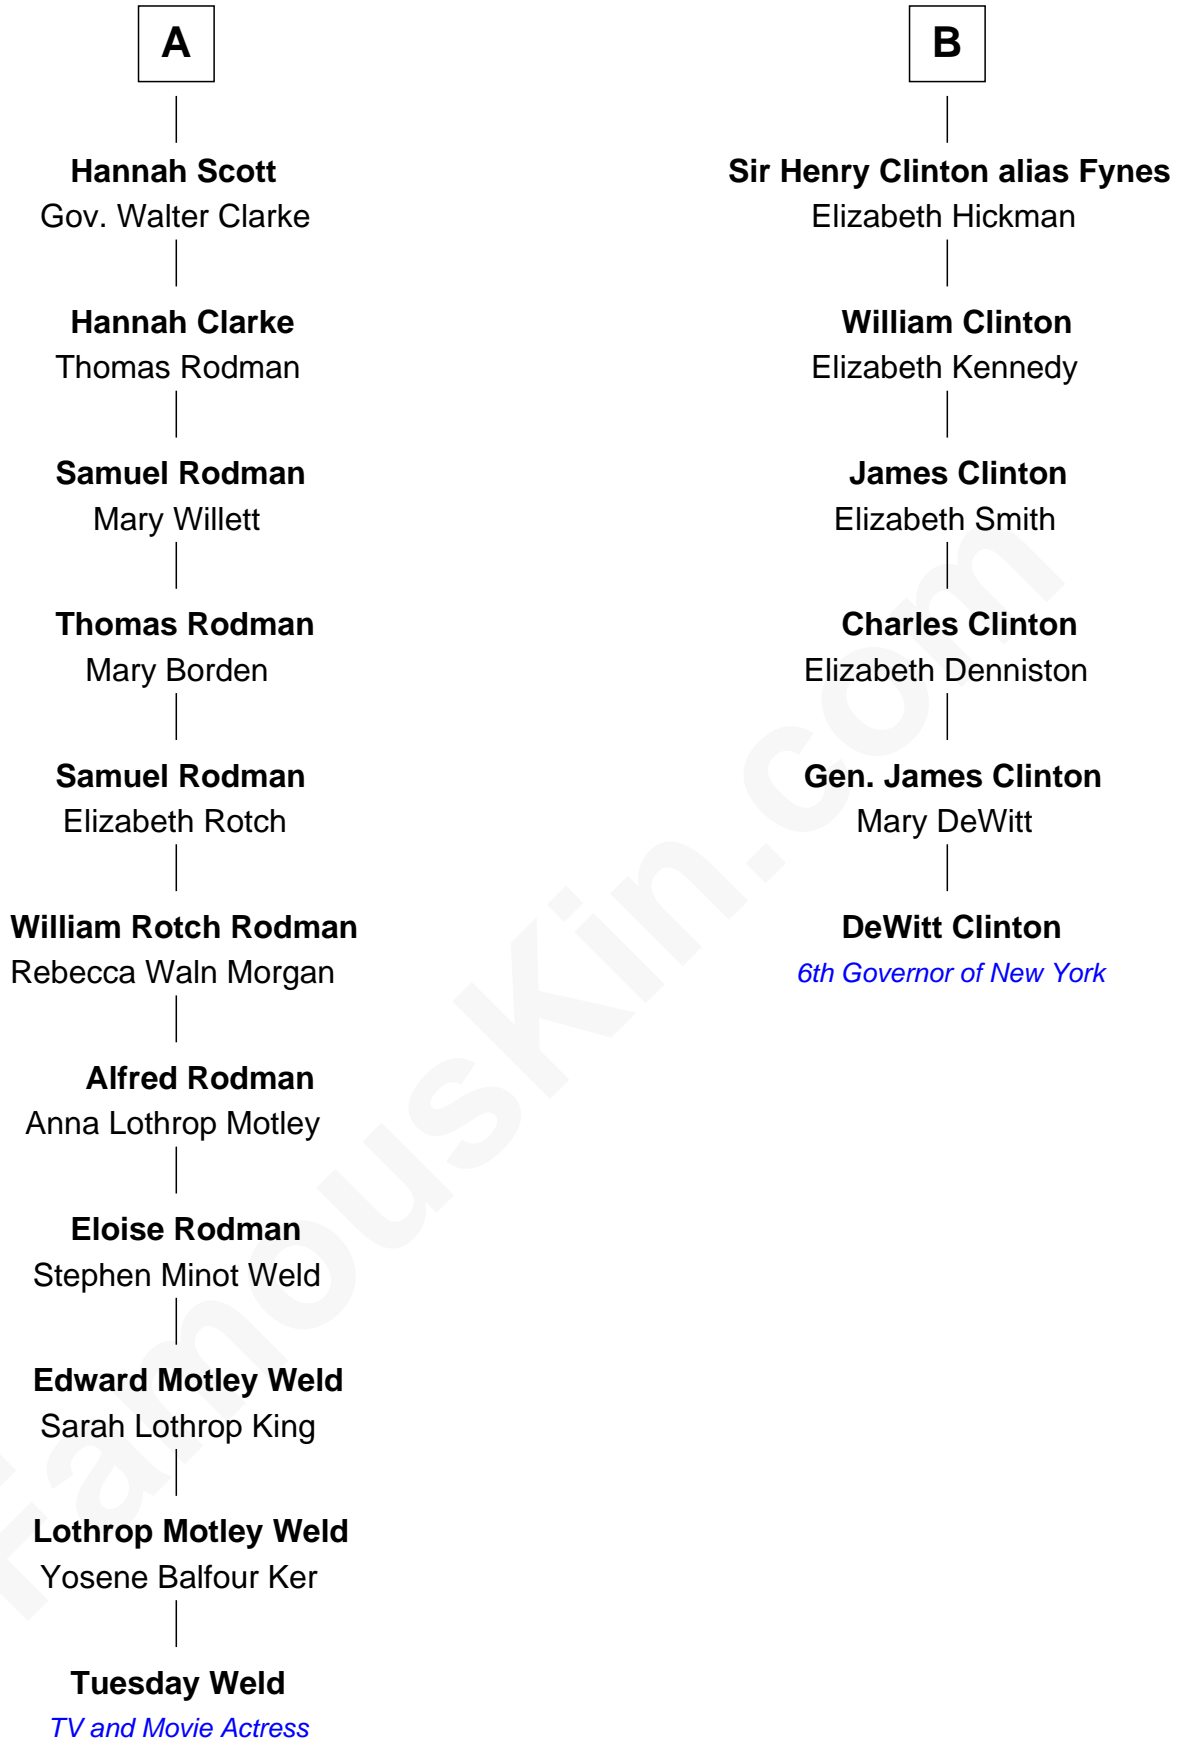 A
Hannah Scott
Gov. Walter Clarke
Hannah Clarke
Thomas Rodman
Samuel Rodman
Mary Willett
Thomas Rodman
Mary Borden
Samuel Rodman
Elizabeth Rotch
William Rotch Rodman
Rebecca Waln Morgan
Alfred Rodman
Anna Lothrop Motley
Eloise Rodman
Stephen Minot Weld
Edward Motley Weld
Sarah Lothrop King
Lothrop Motley Weld
Yosene Balfour Ker
Tuesday Weld
TV and Movie Actress
B
Sir Henry Clinton alias Fynes
Elizabeth Hickman
William Clinton
Elizabeth Kennedy
James Clinton
Elizabeth Smith
Charles Clinton
Elizabeth Denniston
Gen. James Clinton
Mary DeWitt
DeWitt Clinton
6th Governor of New York
FamousKin.com